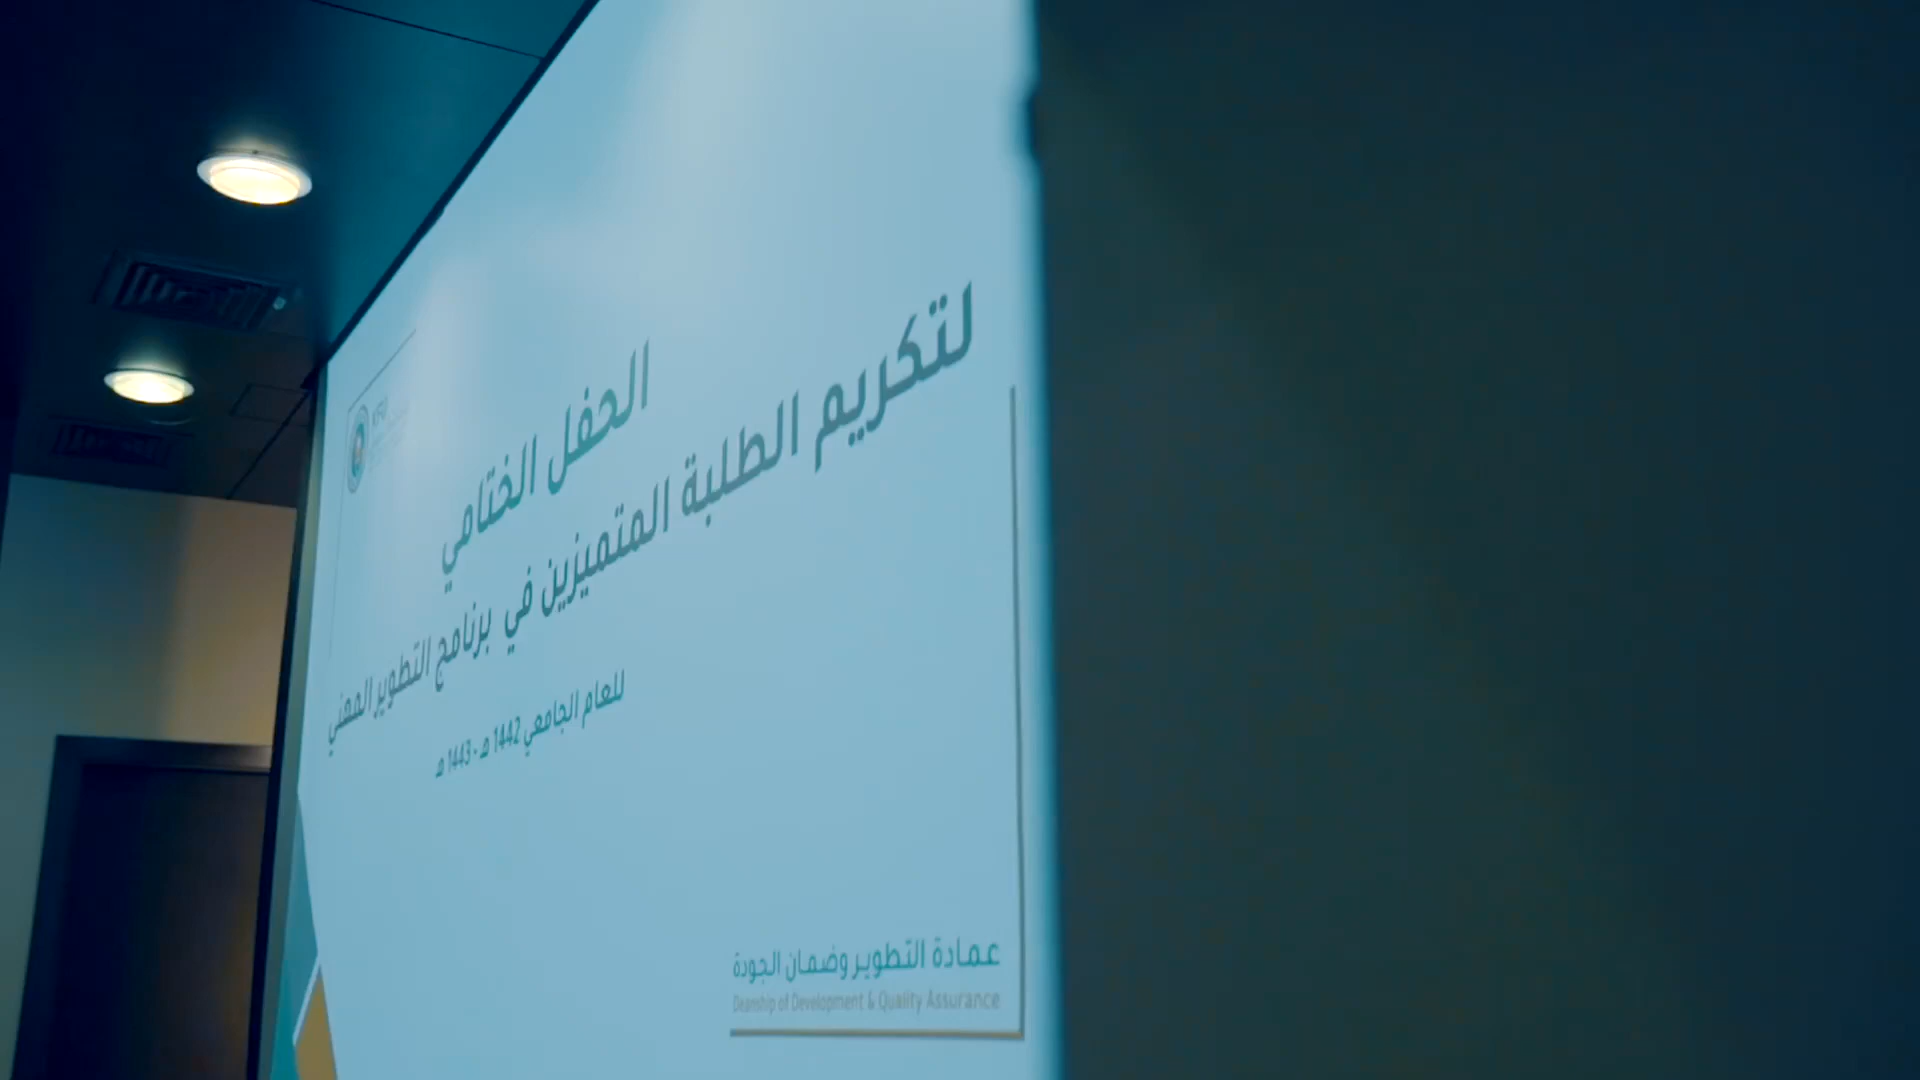 KFU
الحفل الختامي
لتكريم الطلبة المتميزين في برنامج التطوير المهني
للعام الجامعي 1442 هـ - 1443 هـ
عمادة التطوير وضمان الجودة
Deanship of Development & Quality Assurance